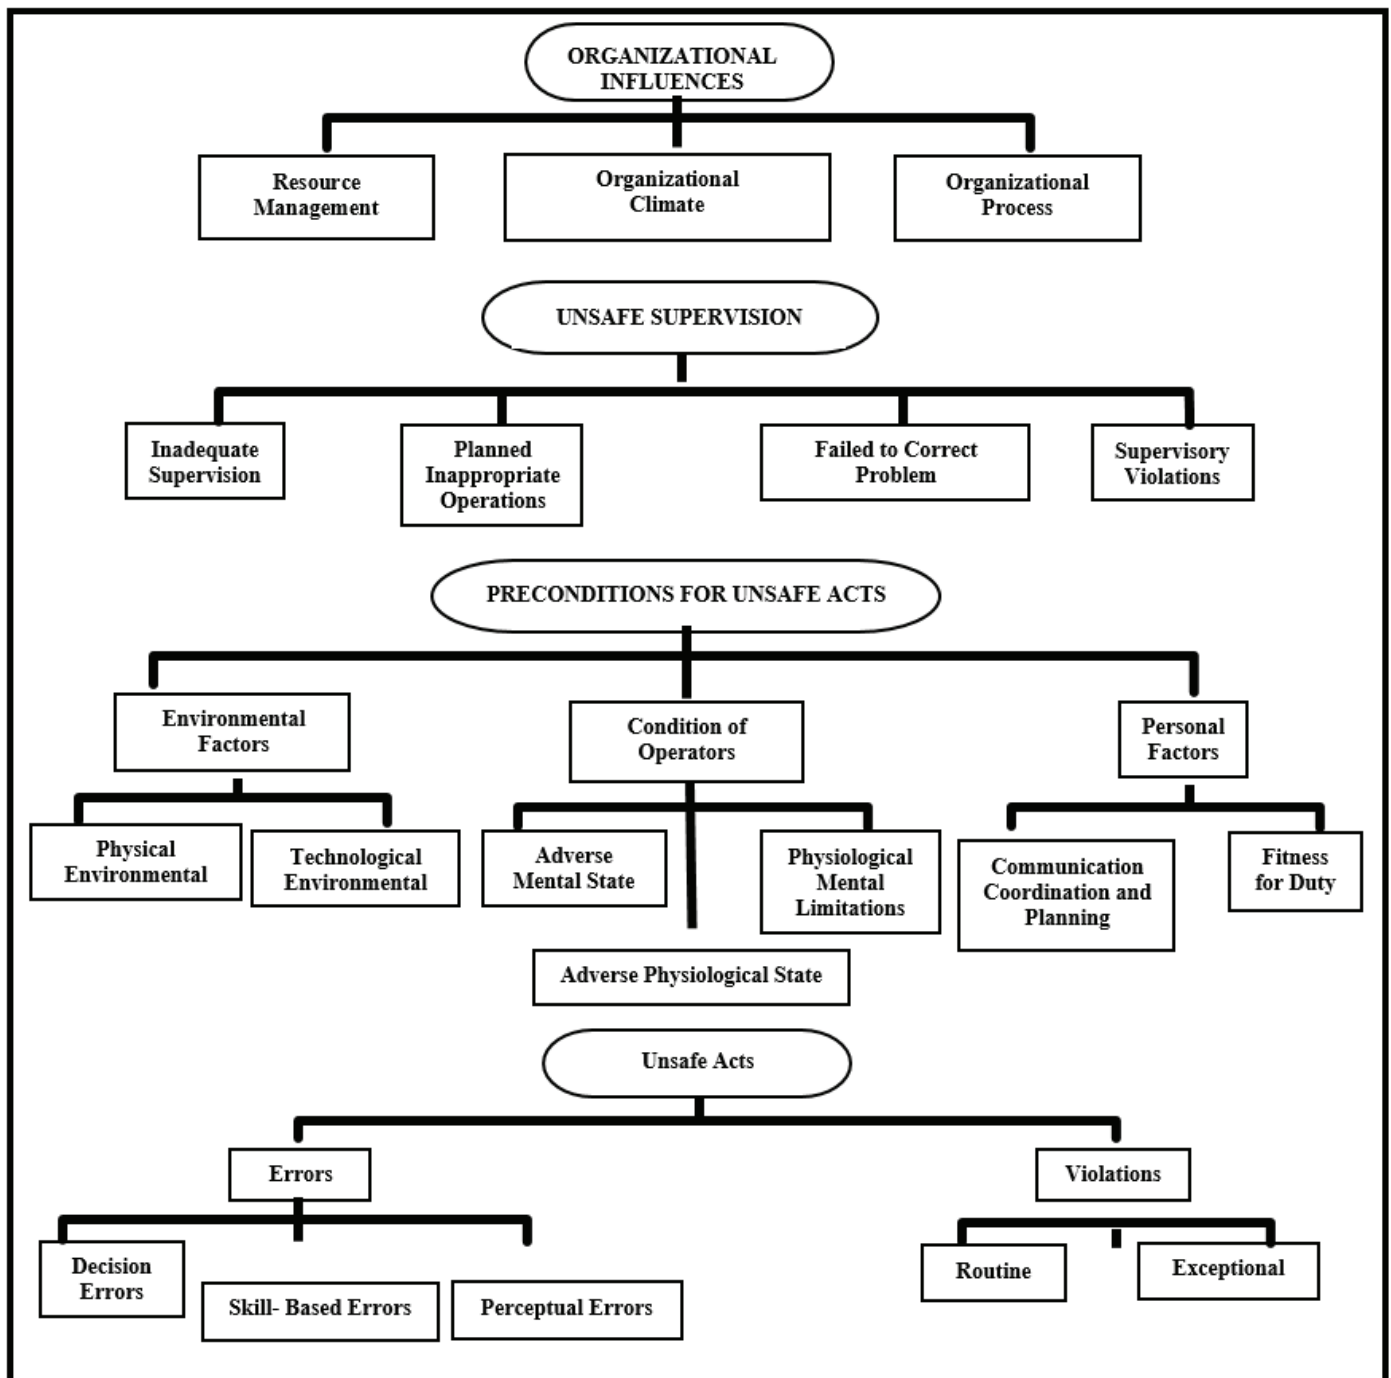 ORGANIZATIONAL
INFLUENCES
Resource
Management
Organizational
Climate
Organizational
Process
UNSAFE SUPERVISION
Inadequate
Supervision
Planned
Inappropriate
Operations
Failed to Correct
Problem
Supervisory
Violations
PRECONDITIONS FOR UNSAFE ACTS
Environmental
Factors
Condition of
Operators
Personal
Factors
Physical
Environmental
Technological
Environmental
Adverse
Mental State
Physiological
Mental
Limitations
Communication
Coordination and
Planning
Fitness
for Duty
Adverse Physiological State
Unsafe Acts
Errors
Violations
Decision
Errors
Skill- Based Errors
Perceptual Errors
Routine
Exceptional